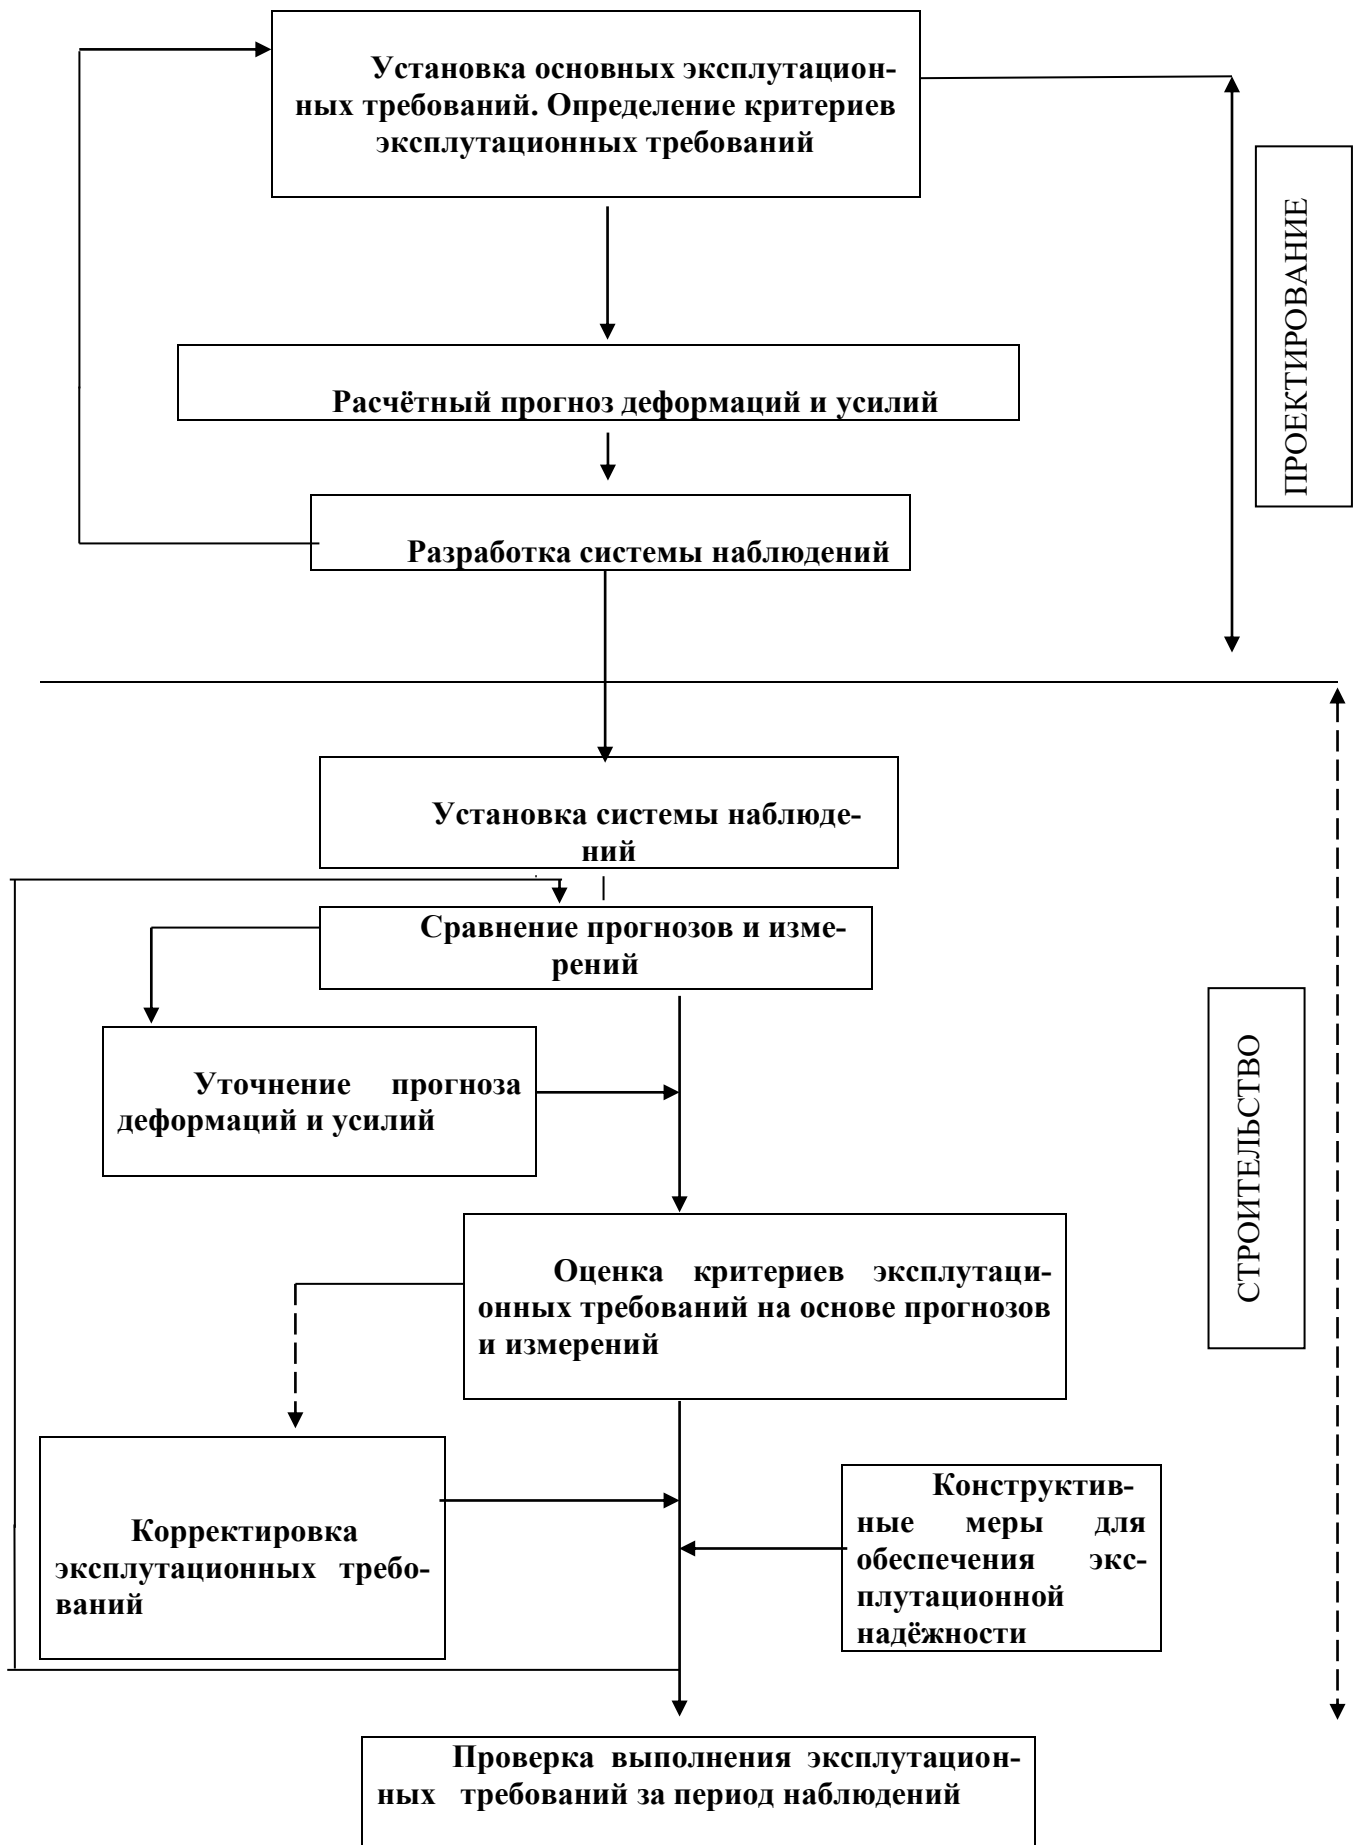 Установка основных эксплутацион-
ных требований. Определение критериев
эксплутационных требований
ПРОЕКТИРОВАНИЕ
Расчётный прогноз деформаций и усилий
Разработка системы наблюдений
Установка системы наблюде-
ний
Сравнение прогнозов и изме-
рений
Уточнение прогноза
деформаций и усилий
СТРОИТЕЛЬСТВО
Оценка критериев эксплутаци-
онных требований на основе прогнозов
и измерений
Корректировка
эксплутационных требо-
ваний
Конструктив-
ные меры для
обеспечения экс-
плутационной
надёжности
Проверка выполнения эксплутацион-
ных требований за период наблюдений